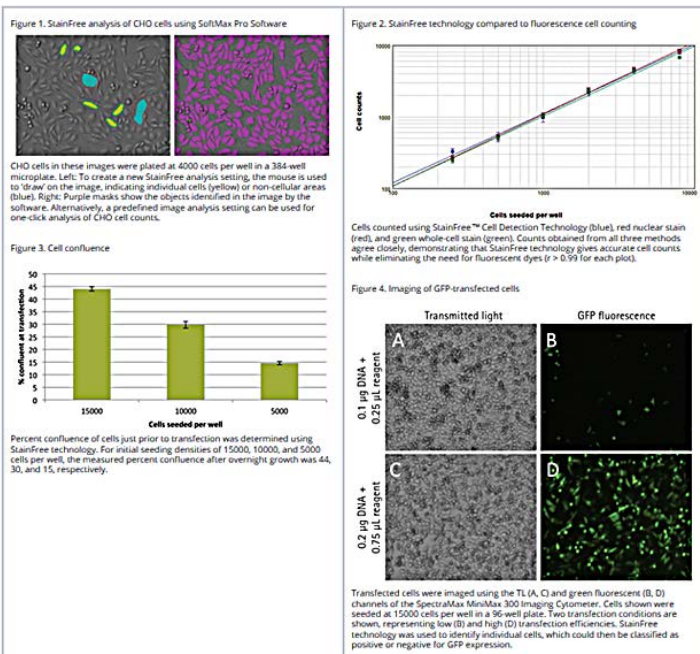 Figure 1. StainFree analysis of CHO cells using SoftMax Pro Software
CHO cells in these images were plated at 4000 cells per well in a 384-well
microplate. Left: To create a new StainFree analysis setting, the mouse is used
to 'draw' on the image, indicating individual cells (yellow) or non-cellular areas
(blue). Right: Purple masks show the objects identified in the image by the
software. Alternatively, a predefined image analysis setting can be used for
one-click analysis of CHO cell counts.
Figure 3. Cell confluence
50
45
40
35
30
25
20
15
10
5
0
% confluent at transfection
15000 10000 5000
Cells seeded per well
Percent confluence of cells just prior to transfection was determined using
StainFree technology. For initial seeding densities of 15000, 10000, and 5000
cells per well, the measured percent confluence after overnight growth was 44,
30, and 15, respectively.
Figure 2. StainFree technology compared to fluorescence cell counting
10000
1000
100
Cell counts
100 1000 10000
Cells seeded per well
Cells counted using StainFree™ Cell Detection Technology (blue), red nuclear stain
(red), and green whole-cell stain (green). Counts obtained from all three methods
agree closely, demonstrating that StainFree technology gives accurate cell counts
while eliminating the need for fluorescent dyes (r > 0.99 for each plot).
Figure 4. Imaging of GFP-transfected cells
Transmitted light GFP fluorescence
A B
0.1 µg DNA +
0.25 µL reagent
C D
0.2 µg DNA +
0.75 µL reagent
Transfected cells were imaged using the TL (A, C) and green fluorescent (B, D)
channels of the SpectraMax MiniMax 300 Imaging Cytometer. Cells shown were
seeded at 15000 cells per well in a 96-well plate. Two transfection conditions are
shown, representing low (B) and high (D) transfection efficiencies. StainFree
technology was used to identify individual cells, which could then be classified as
positive or negative for GFP expression.